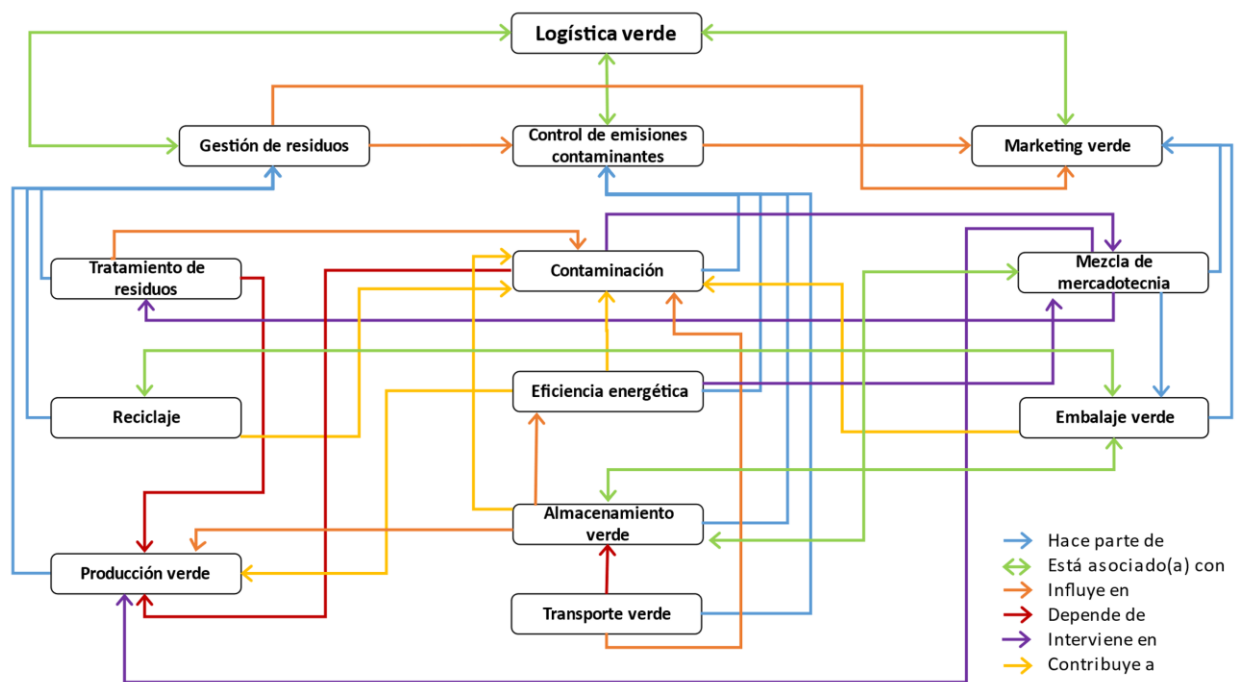 Logística verde
Gestión de residuos
Control de emisiones
contaminantes
Marketing verde
Tratamiento de
residuos
Contaminación
Mezcla de
mercadotecnia
Reciclaje
Eficiencia energética
Embalaje verde
Almacenamiento
verde
Producción verde
Transporte verde
Hace parte de
Está asociado(a) con
Influye en
Depende de
Interviene en
Contribuye a